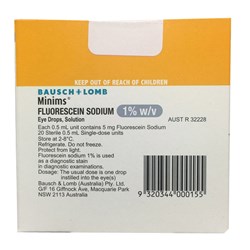 KEEP OUT OF REACH OF CHILDREN
BAUSCH + LOMB
Minims®
FLUORESCEIN SODIUM 1% w/v
Eye Drops, Solution
AUST R 32228
Each 0.5 mL unit contains 5 mg Fluorescein Sodium
20 Sterile 0.5 mL Single-dose units
Store at 2-8°C.
Refrigerate. Do not freeze.
Protect from light.
Fluorescein sodium 1% is used
as a diagnostic stain
in diagnostic examinations.
Dosage: The usual dose is one drop
instilled into the eye(s)
Bausch & Lomb (Australia) Pty. Ltd.
G/F 16 Giffnock Ave, Macquarie Park
NSW 2113 Australia
9 320344 000155